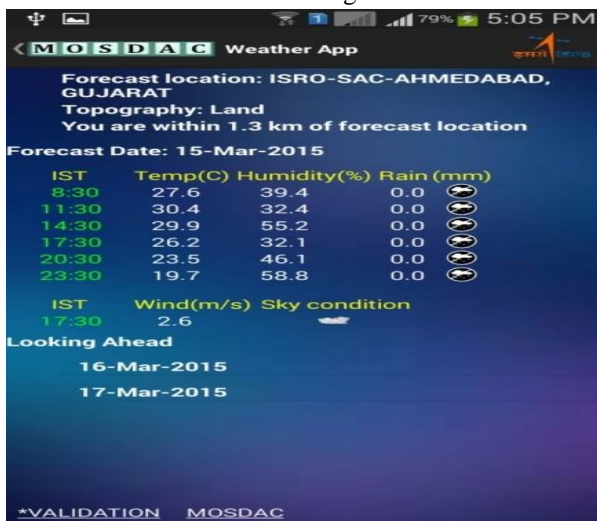 1 79% 5:05 PM
< M O S D A C Weather App
इसरो isro
Forecast location: ISRO-SAC-AHMEDABAD,
GUJARAT
Topography: Land
You are within 1.3 km of forecast location
Forecast Date: 15-Mar-2015
IST Temp(C) Humidity(%) Rain (mm)
8:30 27.6 39.4 0.0
11:30 30.4 32.4 0.0
14:30 29.9 55.2 0.0
17:30 26.2 32.1 0.0
20:30 23.5 46.1 0.0
23:30 19.7 58.8 0.0
IST Wind(m/s) Sky condition
17:30 2.6
Looking Ahead
16-Mar-2015
17-Mar-2015
*VALIDATION MOSDAC